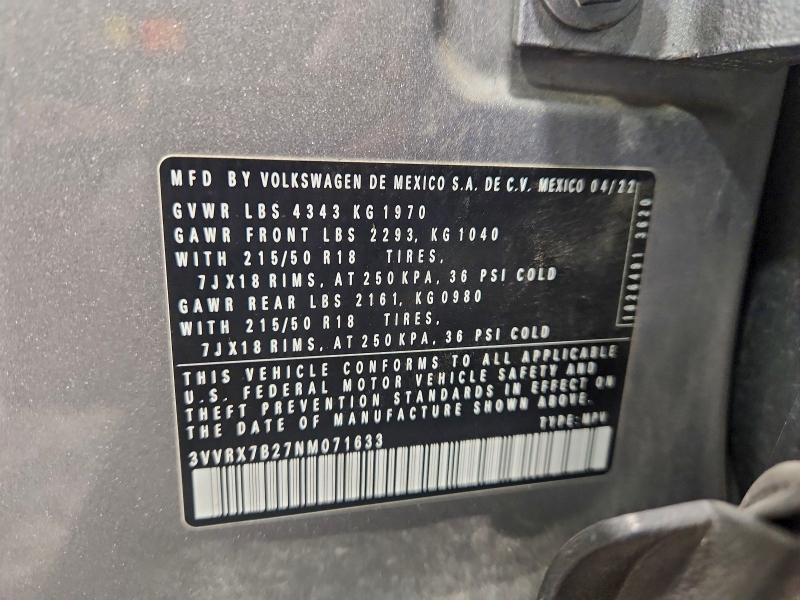 MFD BY VOLKSWAGEN DE MEXICO S.A. DE C.V. MEXICO 04/22
GVWR LBS 4343 KG 1970
GAWR FRONT LBS 2293, KG 1040
WITH 215/50 R18 TIRES,
7JX18 RIMS, AT 250 KPA, 36 PSI COLD
GAWR REAR LBS 2161, KG 0980
WITH 215/50 R18 TIRES,
7JX18 RIMS, AT 250 KPA, 36 PSI COLD
THIS VEHICLE CONFORMS TO ALL APPLICABLE
U.S. FEDERAL MOTOR VEHICLE SAFETY AND
THEFT PREVENTION STANDARDS IN EFFECT ON
THE DATE OF MANUFACTURE SHOWN ABOVE.
TYPE: MPV
3VVRX7B27NM071633